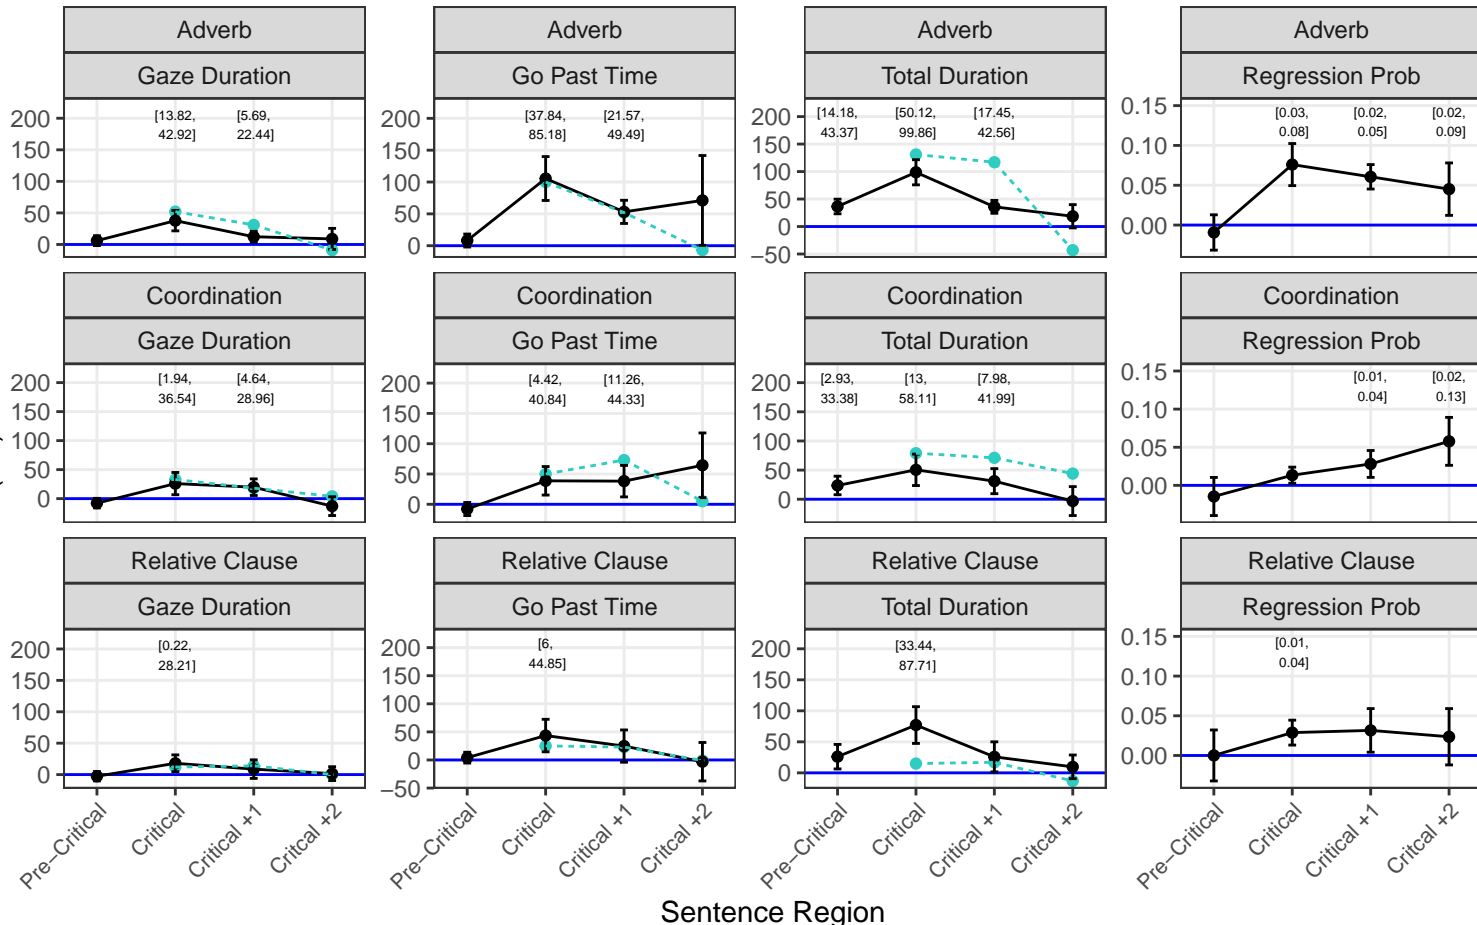 Adverb Adverb Adverb Adverb
Gaze Duration Go Past Time Total Duration Regression Prob
200 [13.82, [5.69, 200 [37.84, [21.57, 200 [14.18, [50.12, [17.45, 0.15 [0.03, [0.02, [0.02,
42.92] 22.44] 85.18] 49.49] 43.37] 99.86] 42.56] 0.08] 0.05] 0.09]
150 150 150 0.10
100 100 100
50 50 50 0.05
0 0 0 0.00
−50
Coordination Coordination Coordination Coordination
Gaze Duration Go Past Time Total Duration Regression Prob
200 [1.94, [4.64, 200 [4.42, [11.26, 200 [2.93, [13, [7.98, 0.15 [0.01, [0.02,
36.54] 28.96] 40.84] 44.33] 33.38] 58.11] 41.99] 0.04] 0.13]
150 150 150 0.10
100 100 100
50 50 50 0.05
0 0 0 0.00
Relative Clause Relative Clause Relative Clause Relative Clause
Gaze Duration Go Past Time Total Duration Regression Prob
200 [0.22, 200 [6, 200 [33.44, 0.15 [0.01,
28.21] 44.85] 87.71] 0.04]
150 150 150 0.10
100 100 100
50 50 50 0.05
0 0 0 0.00
−50
Pre−Critical Critical Critical +1 Critcal +2 Pre−Critical Critical Critical +1 Critcal +2 Pre−Critical Critical Critical +1 Critcal +2 Pre−Critical Critical Critical +1 Critcal +2
Sentence Region